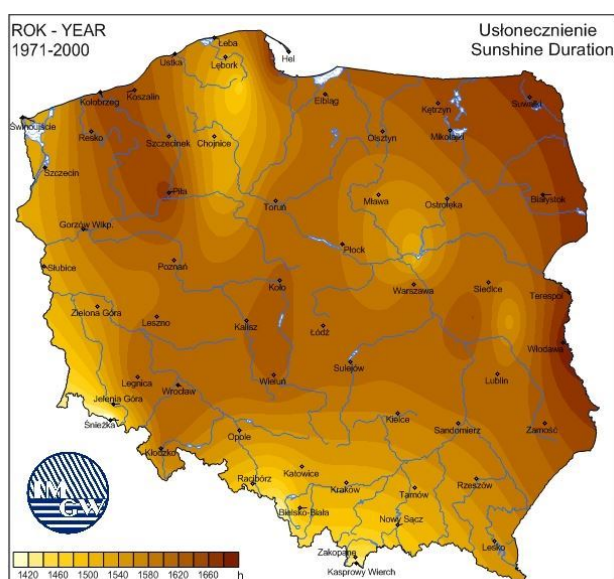 ROK - YEAR
1971-2000
Usłonecznienie
Sunshine Duration
Łeba
Ustka
Lębork
Hel
Koszalin
Kołobrzeg
Elbląg
Kętrzyn
Suwałki
Świnoujście
Resko
Szczecinek
Chojnice
Olsztyn
Mikołajki
Szczecin
Piła
Toruń
Mława
Ostrołęka
Białystok
Gorzów Wlkp.
Płock
Słubice
Poznań
Koło
Warszawa
Siedlce
Terespol
Zielona Góra
Leszno
Kalisz
Łódź
Włodawa
Legnica
Wrocław
Wieluń
Sulejów
Lublin
Jelenia Góra
Śnieżka
Kielce
Sandomierz
Zamość
Kłodzko
Opole
Racibórz
Katowice
Kraków
Tarnów
Rzeszów
Bielsko-Biała
Nowy Sącz
Lesko
Zakopane
Kasprowy Wierch
IMGW
1420 1460 1500 1540 1580 1620 1660 h